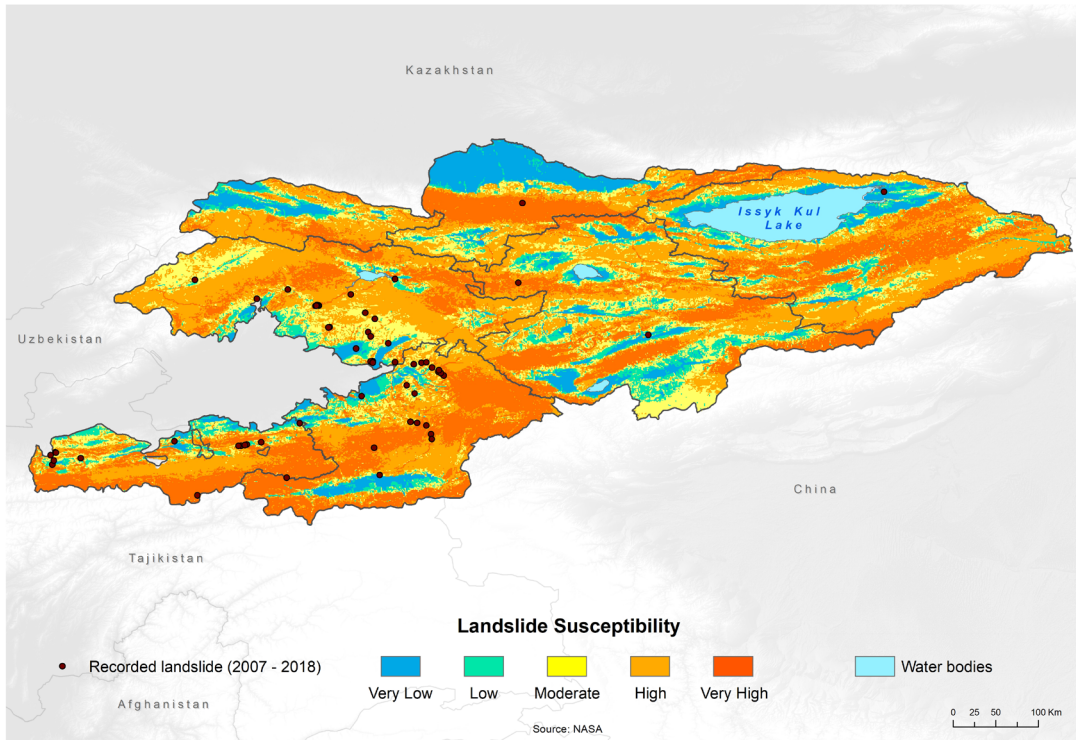 Kazakhstan
Issyk Kul
Lake
Uzbekistan
China
Tajikistan
Landslide Susceptibility
Recorded landslide (2007 - 2018)
Water bodies
Very Low
Low
Moderate
High
Very High
Afghanistan
0 25 50 100 Km
Source: NASA